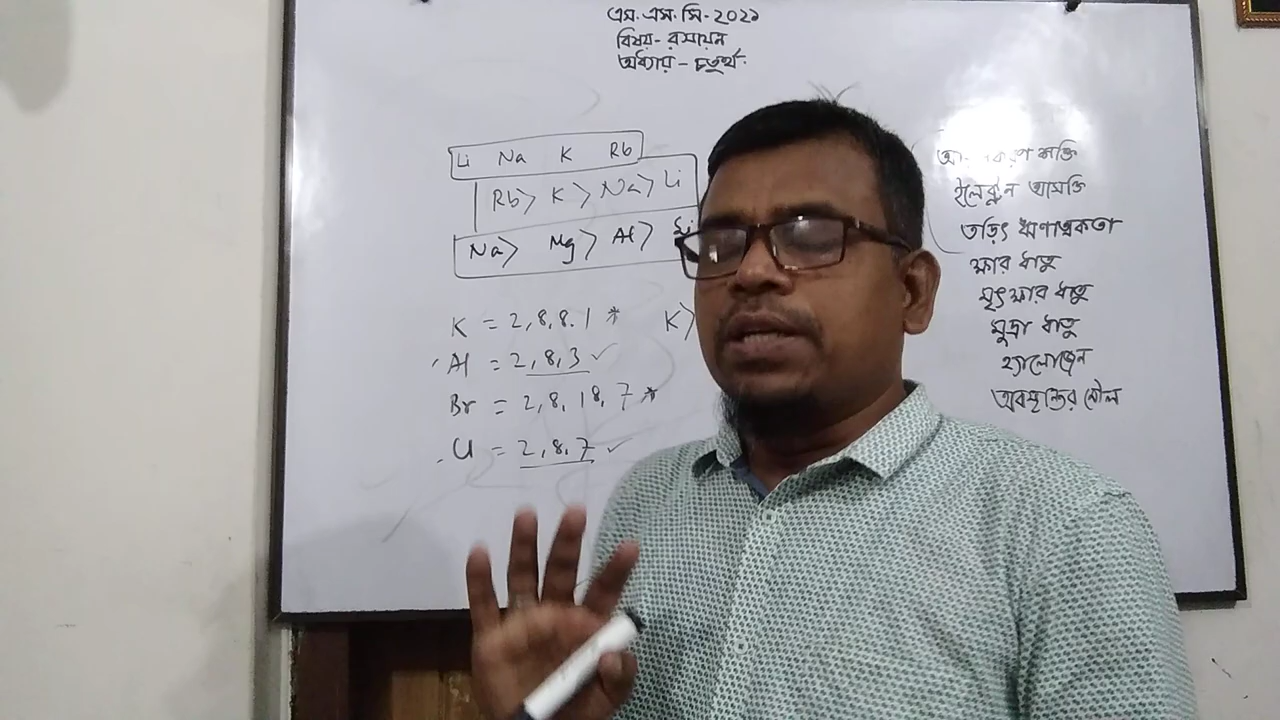 এস.এস.সি-২০২১
বিষয়- রসায়ন
অধ্যায় - চতুর্থ
Li Na K Rb
Rb> K > Na> Li
Na> Mg> Al>
K = 2,8,8.1 * K>
Al = 2,8,3 ✓
Br = 2,8,18,7 *
Cl = 2,8,7 ✓
শক্তি
ইলেকট্রন আসক্তি
তড়িৎ ঋণাত্মকতা
ক্ষার ধাতু
মৃৎক্ষার ধাতু
মুদ্রা ধাতু
হ্যালোজেন
অবস্থান্তর মৌল